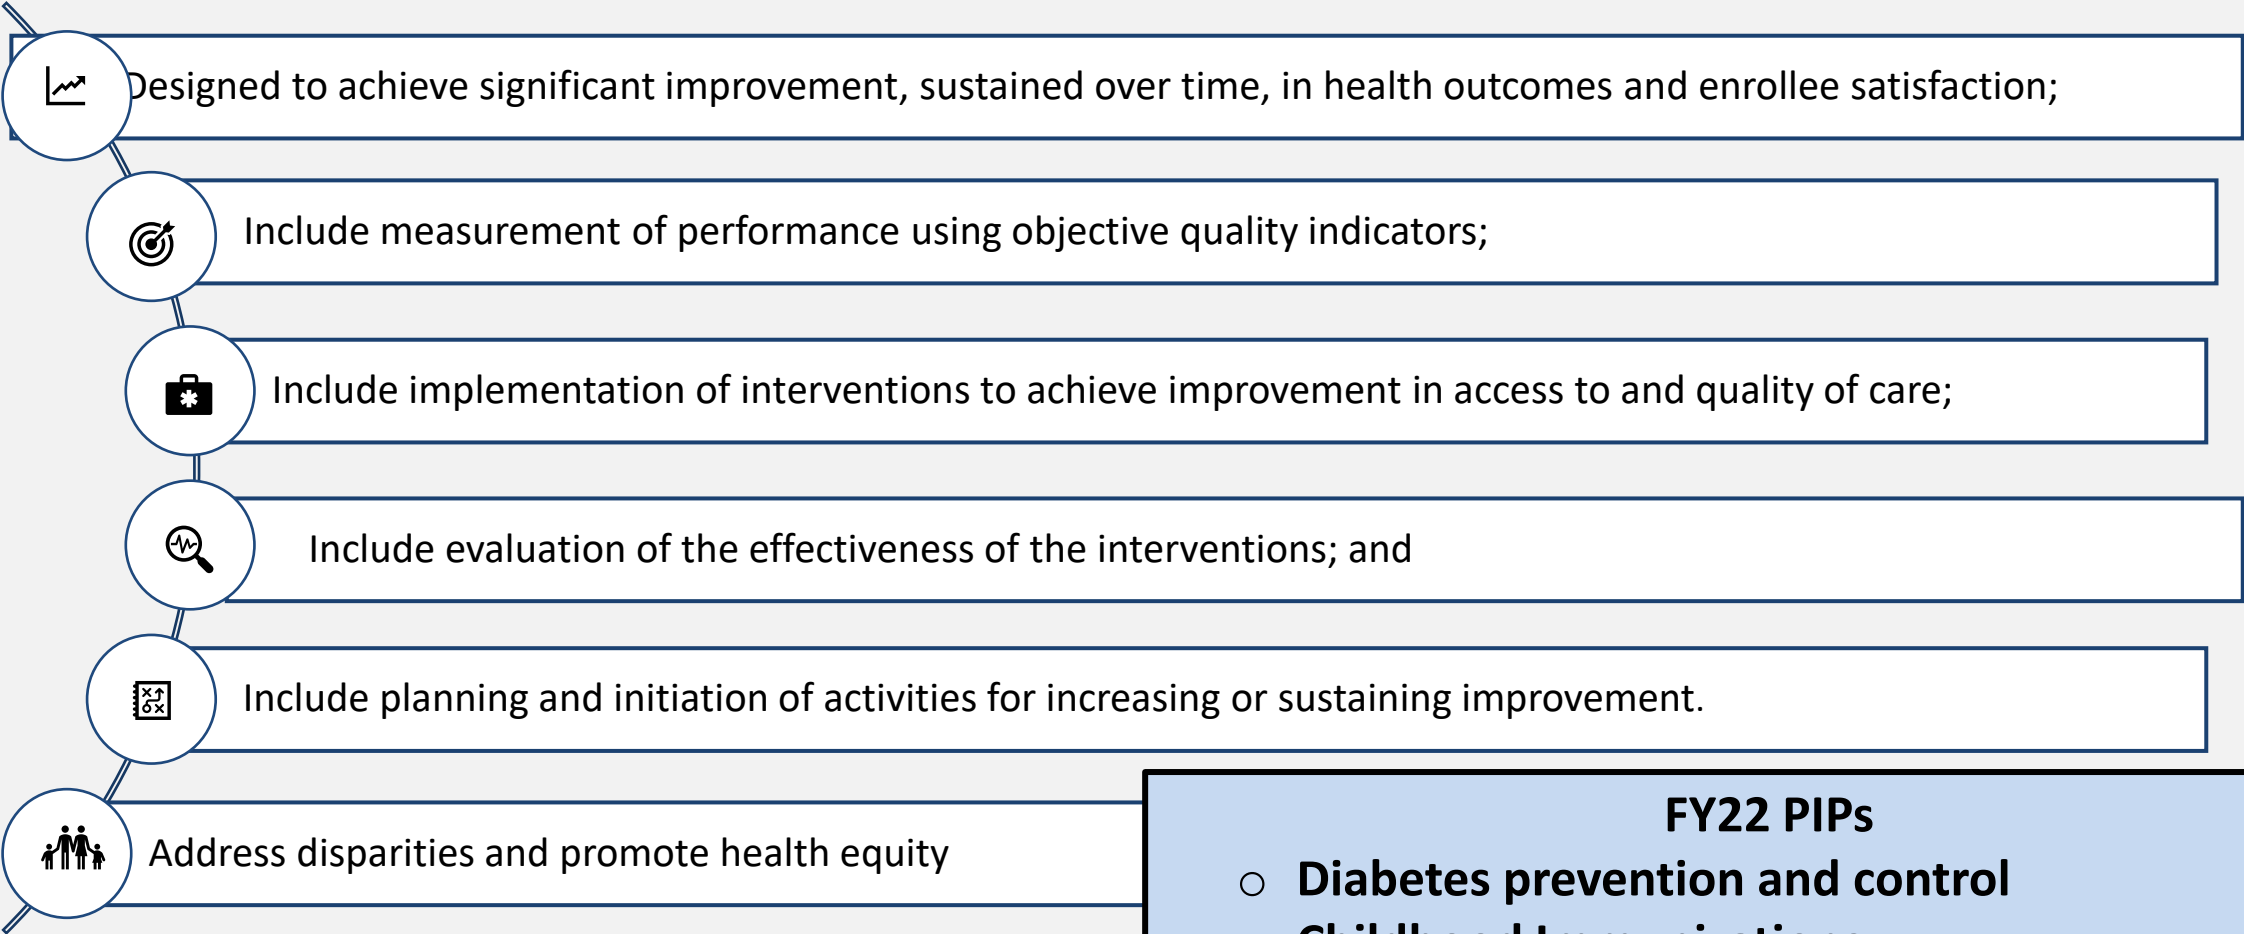 Designed to achieve significant improvement, sustained over time, in health outcomes and enrollee satisfaction;
Include measurement of performance using objective quality indicators;
Include implementation of interventions to achieve improvement in access to and quality of care;
Include evaluation of the effectiveness of the interventions; and
Include planning and initiation of activities for increasing or sustaining improvement.
Address disparities and promote health equity
FY22 PIPs
○ Diabetes prevention and control
Childhood Immunizations